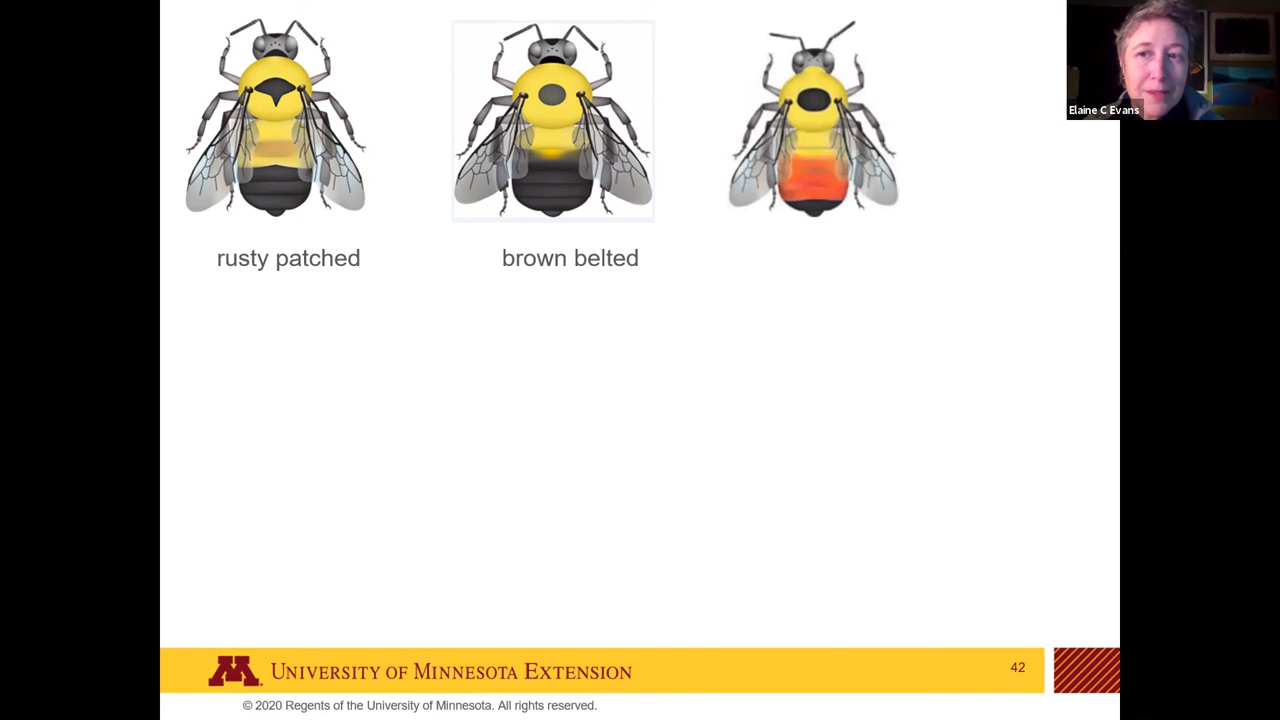 Elaine C Evans
rusty patched
brown belted
UNIVERSITY OF MINNESOTA EXTENSION
42
© 2020 Regents of the University of Minnesota. All rights reserved.